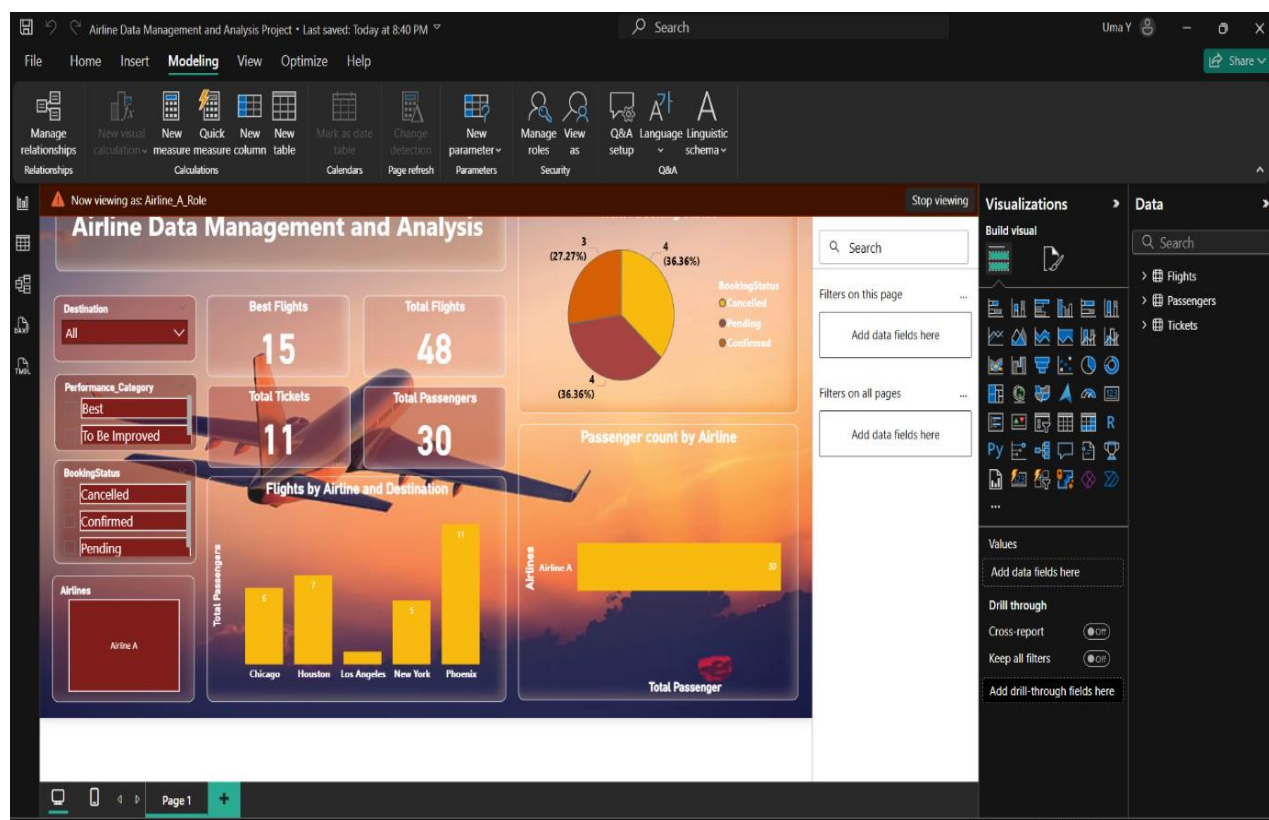 Airline Data Management and Analysis Project • Last saved: Today at 8:40 PM
Search
Uma Y
File Home Insert Modeling View Optimize Help
Share
Manage relationships
New visual calculation
New measure
Quick measure
New column
New table
Mark as date table
Change detection
New parameter
Manage roles
View as
Q&A setup
Language
Linguistic schema
Relationships
Calculations
Calendars
Page refresh
Parameters
Security
Q&A
Now viewing as: Airline_A_Role
Stop viewing
Airline Data Management and Analysis
Destination
All
Performance_Category
Best
To Be Improved
BookingStatus
Cancelled
Confirmed
Pending
Airlines
Airline A
Best Flights
15
Total Flights
48
Total Tickets
11
Total Passengers
30
Flights by Airline and Destination
Total Passengers
6
7
5
11
Chicago Houston Los Angeles New York Phoenix
3
(27.27%)
4
(36.36%)
4
(36.36%)
BookingStatus
Cancelled
Pending
Confirmed
Passenger count by Airline
Airlines
Airline A
30
Total Passenger
Search
Filters on this page
...
Add data fields here
Filters on all pages
...
Add data fields here
Visualizations
Build visual
R
Py
123
...
Values
Add data fields here
Drill through
Cross-report
Off
Keep all filters
Off
Add drill-through fields here
Data
Search
Flights
Passengers
Tickets
DAX
TMDL
Page 1